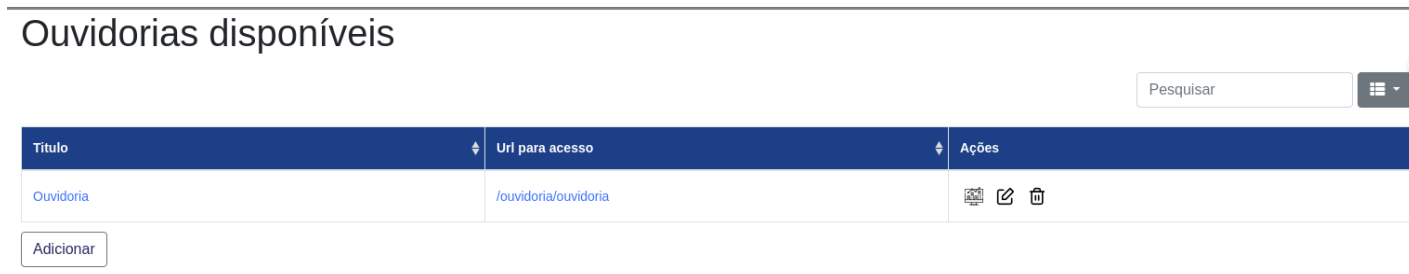 Ouvidorias disponíveis
Pesquisar
Titulo Url para acesso Ações
Ouvidoria /ouvidoria/ouvidoria
Adicionar